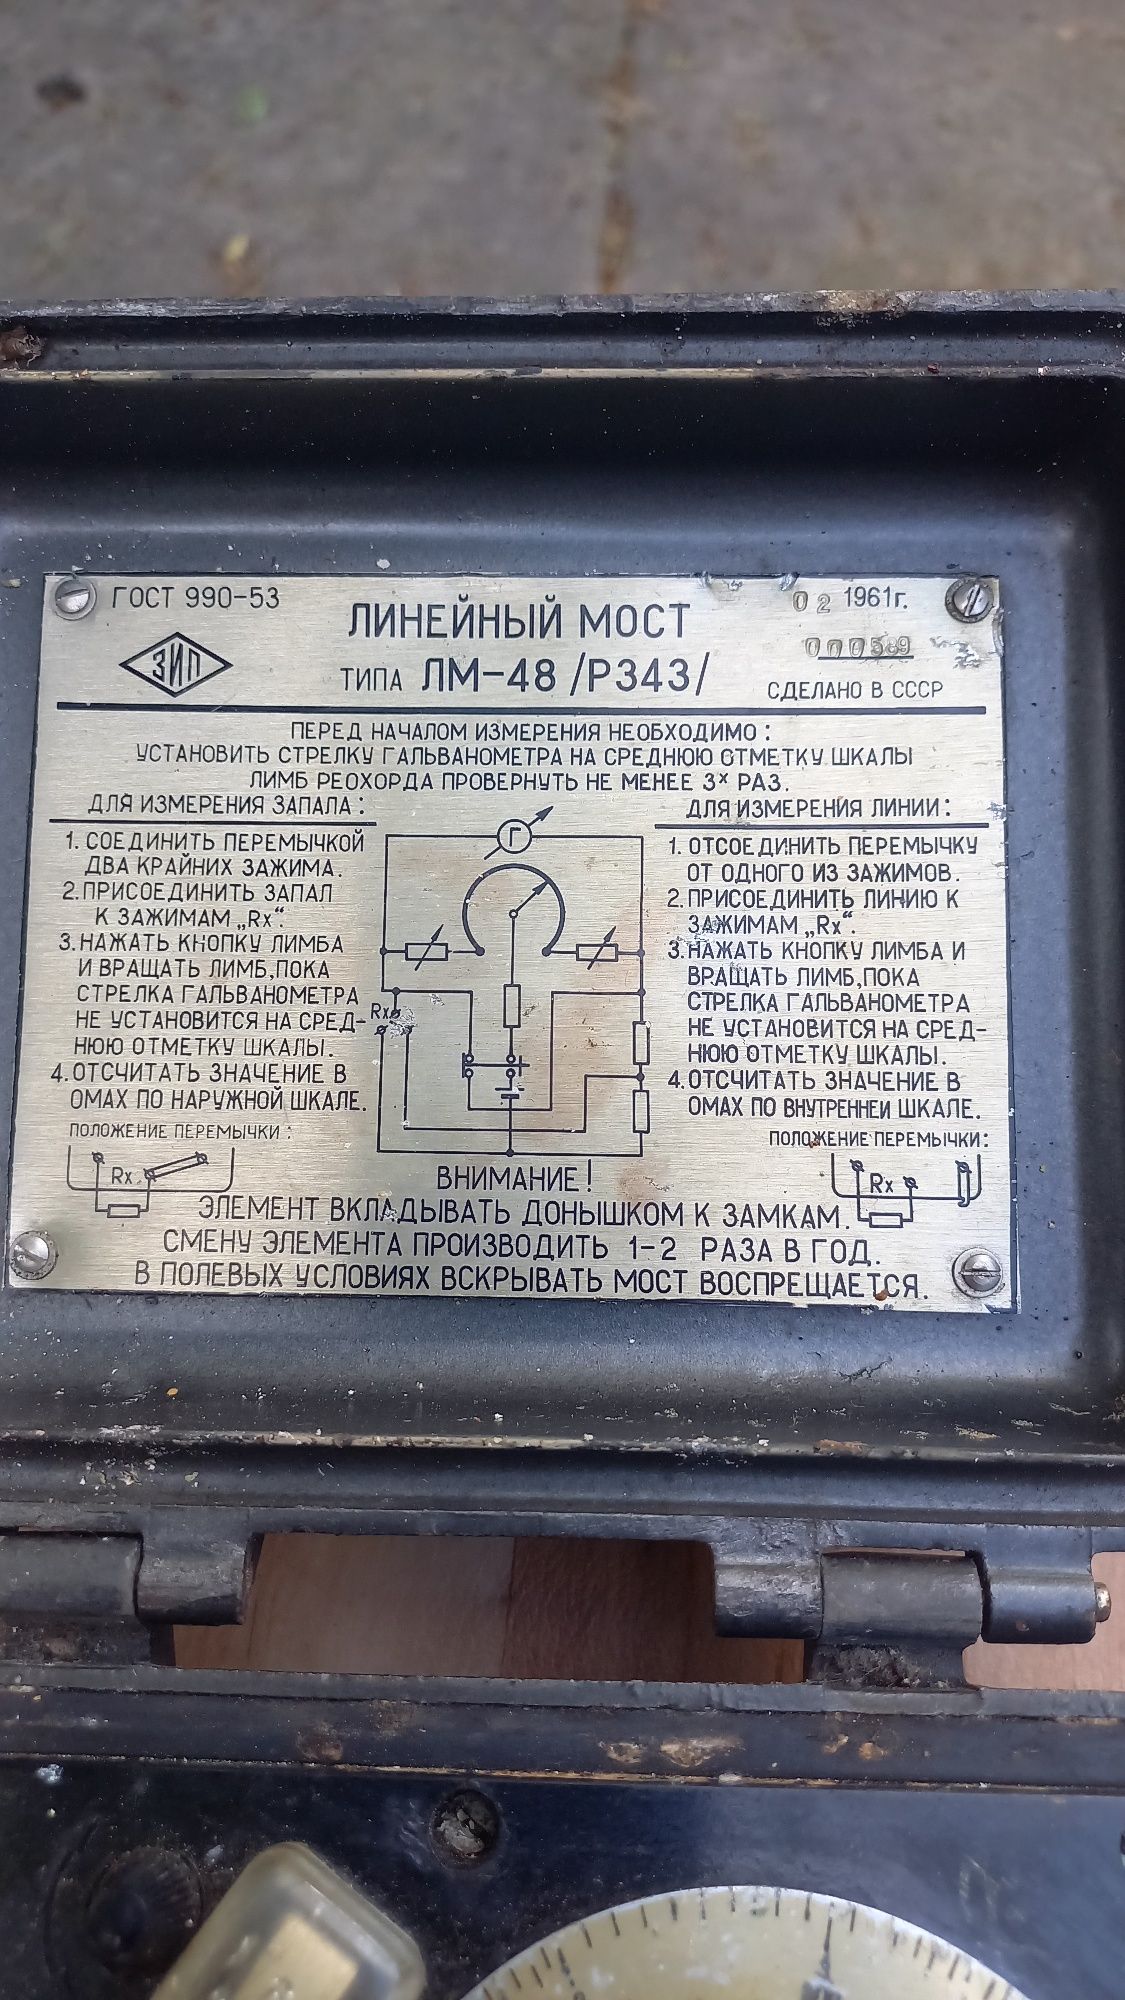 ГОСТ 990-53
ЗИП
ЛИНЕЙНЫЙ МОСТ
ТИПА ЛМ-48 /Р343/
02 1961г.
000589
СДЕЛАНО В СССР
ПЕРЕД НАЧАЛОМ ИЗМЕРЕНИЯ НЕОБХОДИМО:
УСТАНОВИТЬ СТРЕЛКУ ГАЛЬВАНОМЕТРА НА СРЕДНЮЮ ОТМЕТКУ ШКАЛЫ
ЛИМБ РЕОХОРДА ПРОВЕРНУТЬ НЕ МЕНЕЕ 3х РАЗ.
ДЛЯ ИЗМЕРЕНИЯ ЗАПАЛА:
1. СОЕДИНИТЬ ПЕРЕМЫЧКОЙ
ДВА КРАЙНИХ ЗАЖИМА.
2. ПРИСОЕДИНИТЬ ЗАПАЛ
К ЗАЖИМАМ „Rx“.
3. НАЖАТЬ КНОПКУ ЛИМБА
И ВРАЩАТЬ ЛИМБ, ПОКА
СТРЕЛКА ГАЛЬВАНОМЕТРА
НЕ УСТАНОВИТСЯ НА СРЕД-
НЮЮ ОТМЕТКУ ШКАЛЫ.
4. ОТСЧИТАТЬ ЗНАЧЕНИЕ В
ОМАХ ПО НАРУЖНОЙ ШКАЛЕ.
ПОЛОЖЕНИЕ ПЕРЕМЫЧКИ:
Rx
Г
Rx
+
-
ДЛЯ ИЗМЕРЕНИЯ ЛИНИИ:
1. ОТСОЕДИНИТЬ ПЕРЕМЫЧКУ
ОТ ОДНОГО ИЗ ЗАЖИМОВ.
2. ПРИСОЕДИНИТЬ ЛИНИЮ К
ЗАЖИМАМ „Rx“.
3. НАЖАТЬ КНОПКУ ЛИМБА И
ВРАЩАТЬ ЛИМБ, ПОКА
СТРЕЛКА ГАЛЬВАНОМЕТРА
НЕ УСТАНОВИТСЯ НА СРЕД-
НЮЮ ОТМЕТКУ ШКАЛЫ.
4. ОТСЧИТАТЬ ЗНАЧЕНИЕ В
ОМАХ ПО ВНУТРЕННЕЙ ШКАЛЕ.
ПОЛОЖЕНИЕ ПЕРЕМЫЧКИ:
Rx
ВНИМАНИЕ!
ЭЛЕМЕНТ ВКЛАДЫВАТЬ ДОНЫШКОМ К ЗАМКАМ.
СМЕНУ ЭЛЕМЕНТА ПРОИЗВОДИТЬ 1-2 РАЗА В ГОД.
В ПОЛЕВЫХ УСЛОВИЯХ ВСКРЫВАТЬ МОСТ ВОСПРЕЩАЕТСЯ.